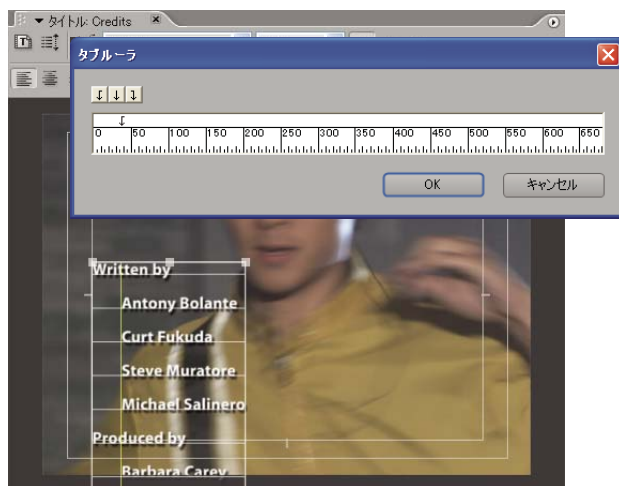 タイトル: Credits
タブルーラ
0 50 100 150 200 250 300 350 400 450 500 550 600 650
OK キャンセル
Written by
Antony Bolante
Curt Fukuda
Steve Muratore
Michael Salinero
Produced by
Barbara Carey